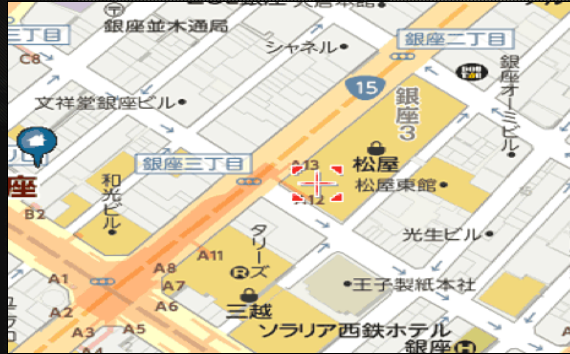 銀座並木通局
三丁目
シャネル
銀座二丁目
C8
15
文祥堂銀座ビル
銀座3
銀座オーミビル
銀座三丁目
A13
松屋
座
和光ビル
A12
松屋東館
B2
光生ビル
A11
タリーズ
A1
A8
A7
王子製紙本社
A2
A6
三越
A3
A5
ソラリア西鉄ホテル
銀座